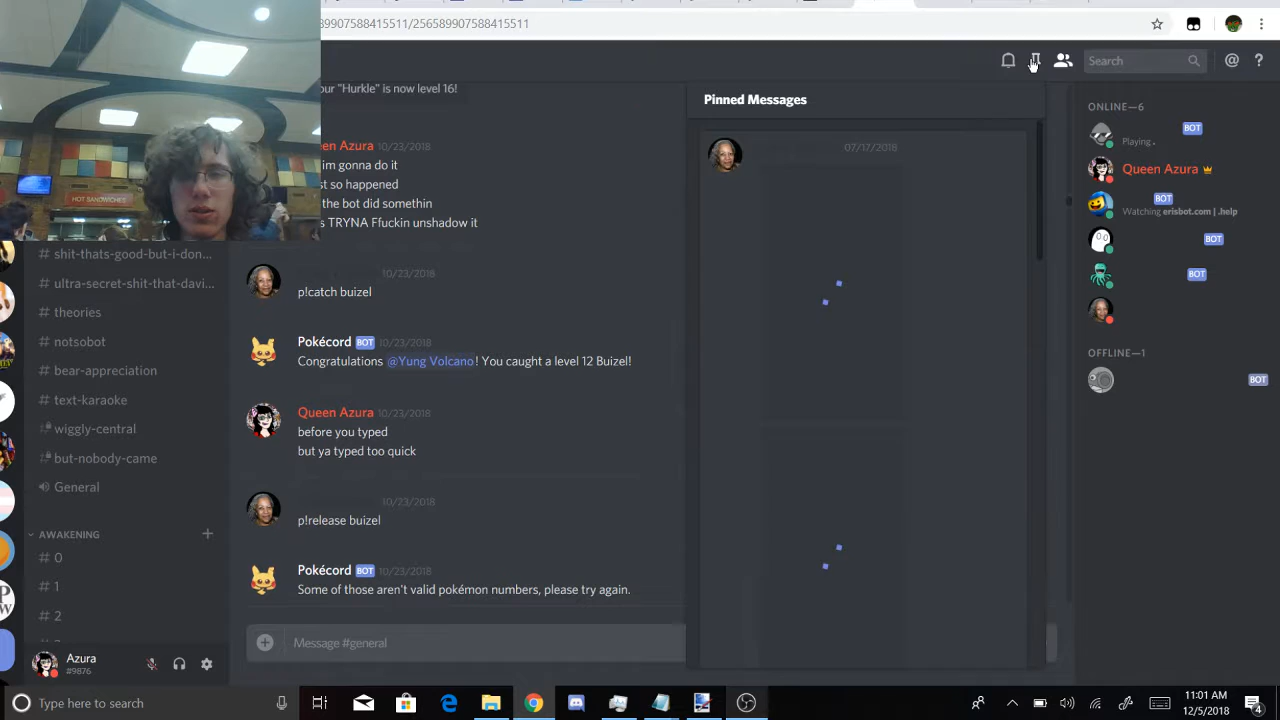 89907588415511/256589907588415511
Search
our "Hurkle" is now level 16!
Pinned Messages
ONLINE—6
07/17/2018
BOT
Playing .
een Azura 10/23/2018
im gonna do it
st so happened
the bot did somethin
s TRYNA Ffuckin unshadow it
Queen Azura
BOT
Watching erisbot.com | .help
HOT SANDWICHES
BOT
BOT
# shit-thats-good-but-i-don...
# ultra-secret-shit-that-davi...
# theories
# notsobot
# bear-appreciation
# text-karaoke
# wiggly-central
# but-nobody-came
General
AWAKENING
# 0
# 1
# 2
10/23/2018
p!catch buizel
Pokécord BOT 10/23/2018
Congratulations @Yung Volcano! You caught a level 12 Buizel!
Queen Azura 10/23/2018
before you typed
but ya typed too quick
10/23/2018
p!release buizel
Pokécord BOT 10/23/2018
Some of those aren't valid pokémon numbers, please try again.
Message #general
OFFLINE—1
BOT
Azura
#9876
Type here to search
11:01 AM
12/5/2018
4